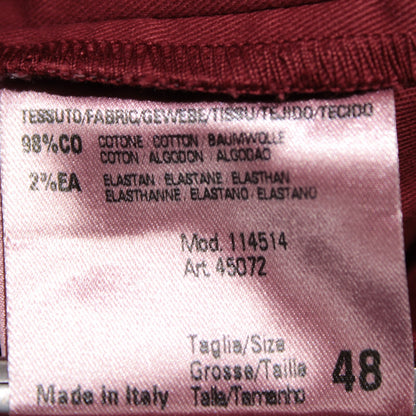 TESSUTO/FABRIC/GEWEBE/TISSU/TEJIDO/TECIDO
98%CO COTONE COTTON BAUMWOLLE
COTON ALGODON ALGODAO
2%EA ELASTAN ELASTANE ELASTHAN
ELASTHANNE ELASTANO ELASTANO
Mod. 114514
Art. 45072
Taglia/Size
Grosse/Taille 48
Made in Italy Talla/Tamanho